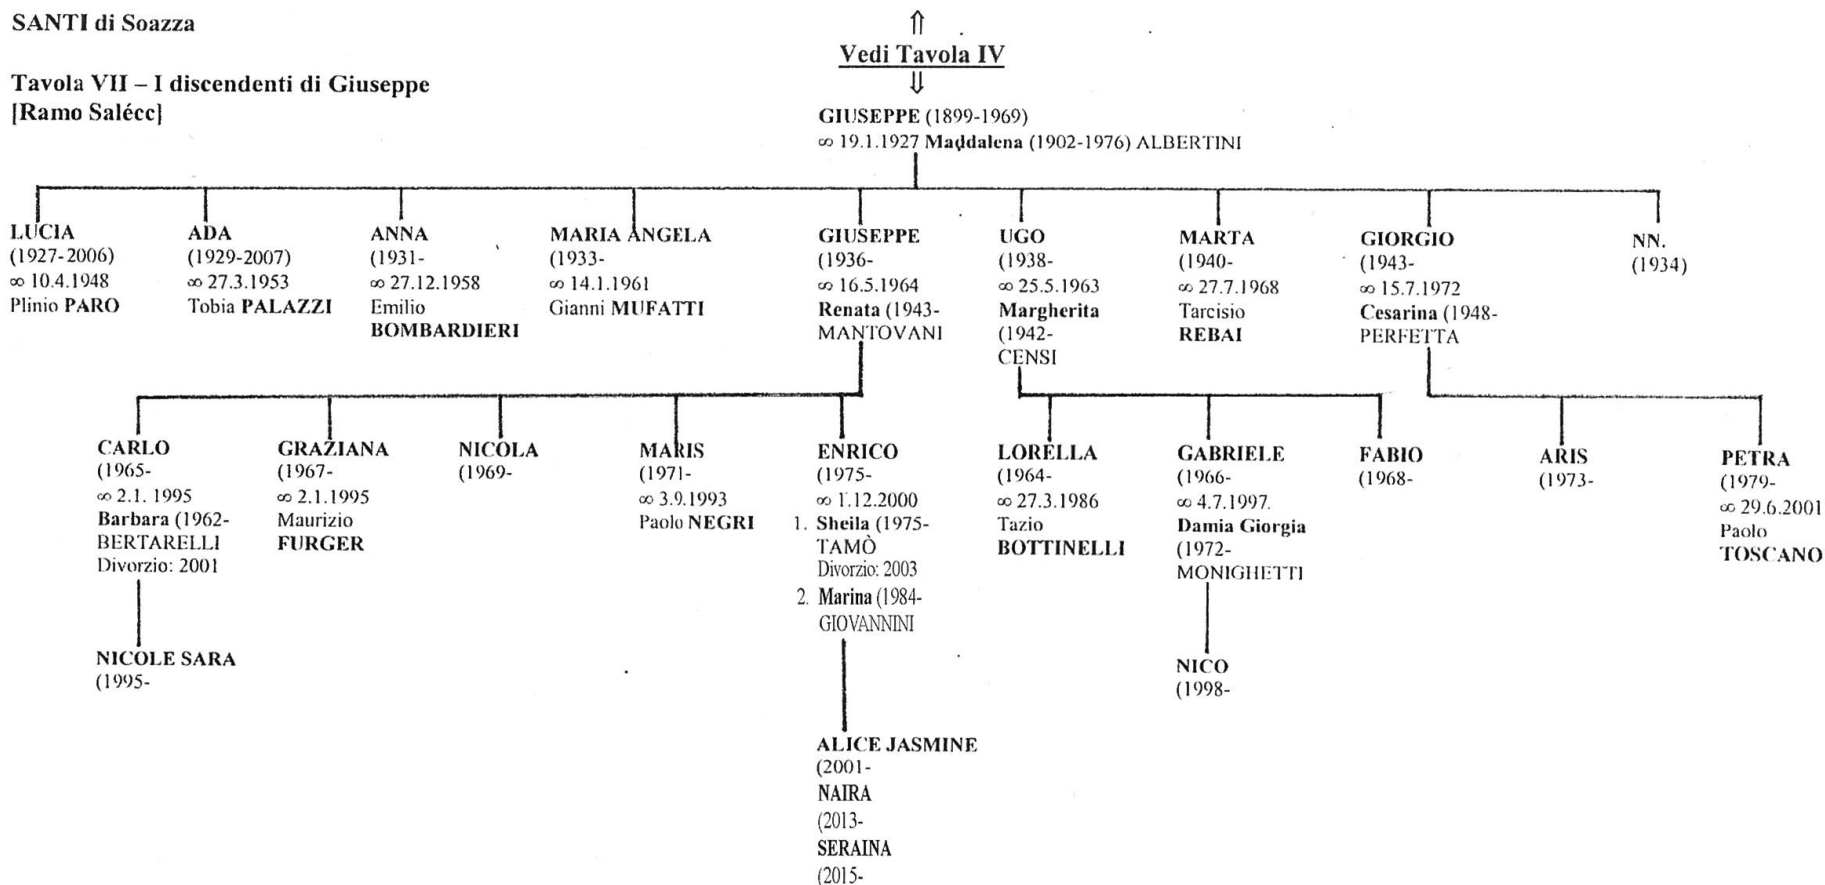 SANTI di Soazza
Tavola VII – I discendenti di Giuseppe
[Ramo Salécc]
⇑
Vedi Tavola IV
⇓
GIUSEPPE (1899-1969)
∞ 19.1.1927 Maddalena (1902-1976) ALBERTINI
LUCIA
(1927-2006)
∞ 10.4.1948
Plinio PARO
ADA
(1929-2007)
∞ 27.3.1953
Tobia PALAZZI
ANNA
(1931-
∞ 27.12.1958
Emilio
BOMBARDIERI
MARIA ANGELA
(1933-
∞ 14.1.1961
Gianni MUFATTI
GIUSEPPE
(1936-
∞ 16.5.1964
Renata (1943-
MANTOVANI
UGO
(1938-
∞ 25.5.1963
Margherita
(1942-
CENSI
MARTA
(1940-
∞ 27.7.1968
Tarcisio
REBAI
GIORGIO
(1943-
∞ 15.7.1972
Cesarina (1948-
PERFETTA
NN.
(1934)
CARLO
(1965-
∞ 2.1. 1995
Barbara (1962-
BERTARELLI
Divorzio: 2001
GRAZIANA
(1967-
∞ 2.1.1995
Maurizio
FURGER
NICOLA
(1969-
MARIS
(1971-
∞ 3.9.1993
Paolo NEGRI
ENRICO
(1975-
∞ 1.12.2000
1. Sheila (1975-
TAMÒ
Divorzio: 2003
2. Marina (1984-
GIOVANNINI
LORELLA
(1964-
∞ 27.3.1986
Tazio
BOTTINELLI
GABRIELE
(1966-
∞ 4.7.1997.
Damia Giorgia
(1972-
MONIGHETTI
FABIO
(1968-
ARIS
(1973-
PETRA
(1979-
∞ 29.6.2001
Paolo
TOSCANO
NICOLE SARA
(1995-
NICO
(1998-
ALICE JASMINE
(2001-
NAIRA
(2013-
SERAINA
(2015-